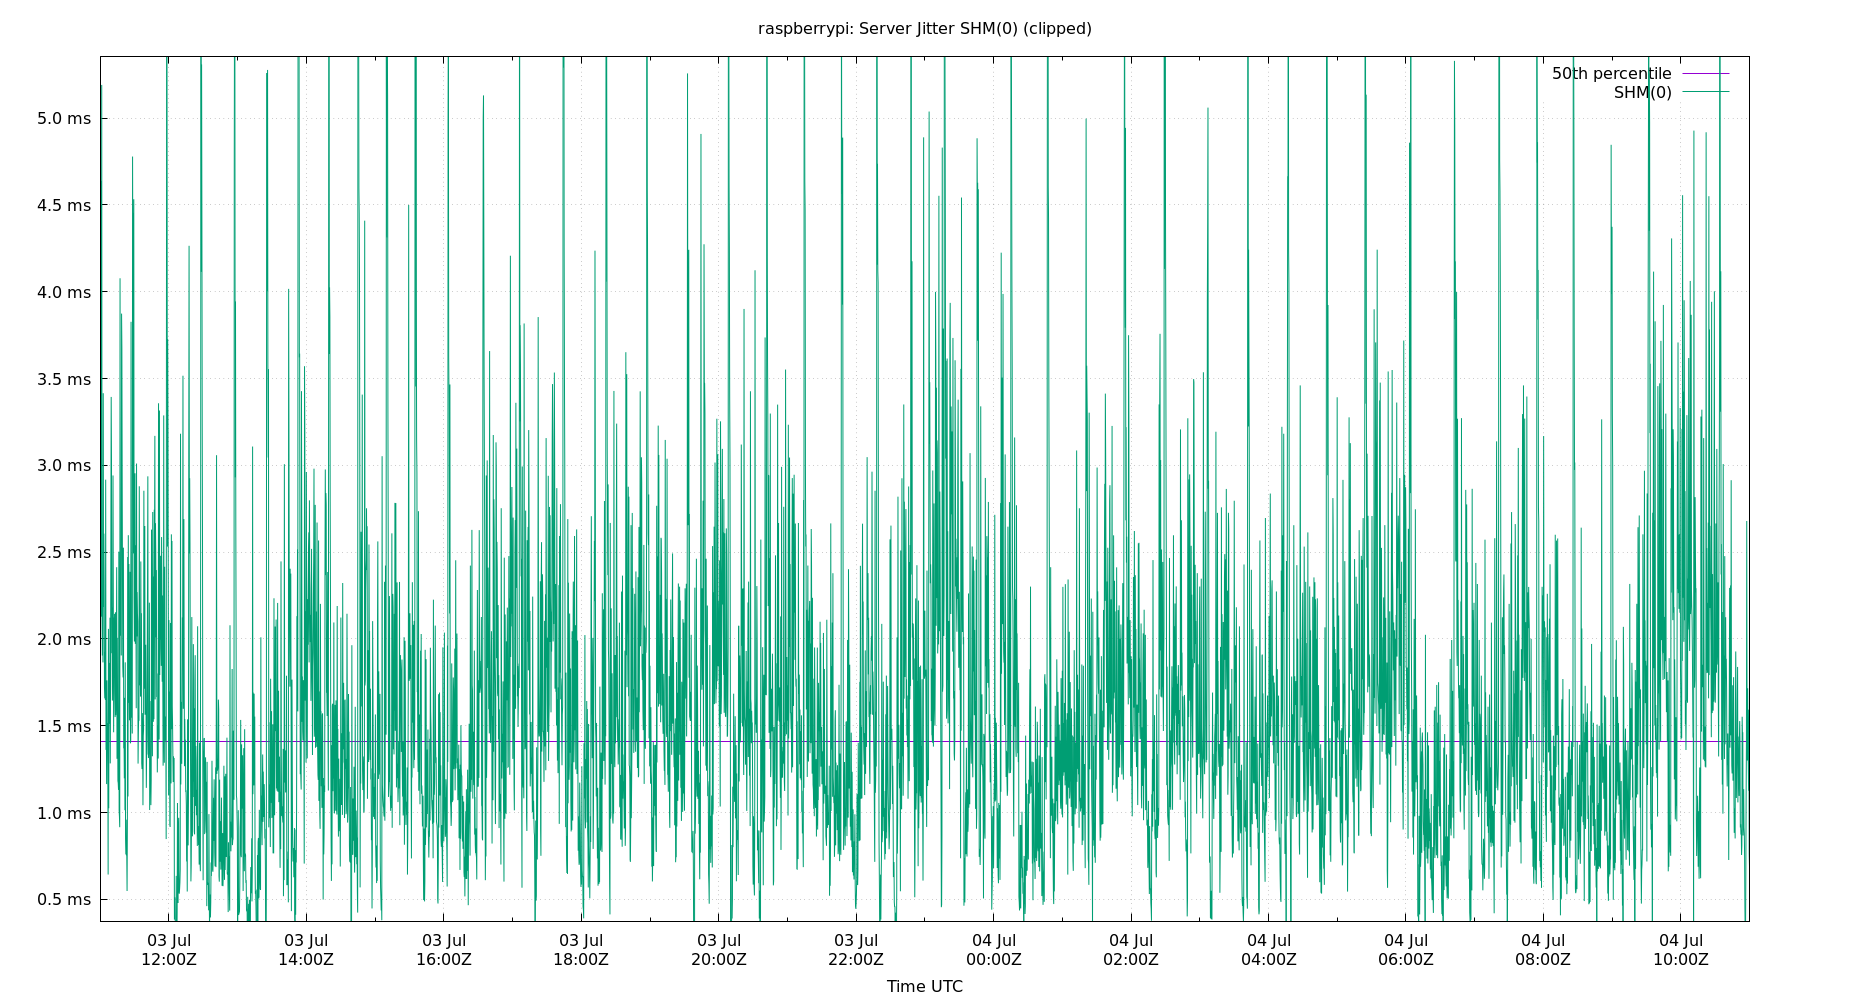 raspberrypi: Server Jitter SHM(0) (clipped)
50th percentile
SHM(0)
5.0 ms
4.5 ms
4.0 ms
3.5 ms
3.0 ms
2.5 ms
2.0 ms
1.5 ms
1.0 ms
0.5 ms
03 Jul 03 Jul 03 Jul 03 Jul 03 Jul 03 Jul 04 Jul 04 Jul 04 Jul 04 Jul 04 Jul 04 Jul
12:00Z 14:00Z 16:00Z 18:00Z 20:00Z 22:00Z 00:00Z 02:00Z 04:00Z 06:00Z 08:00Z 10:00Z
Time UTC